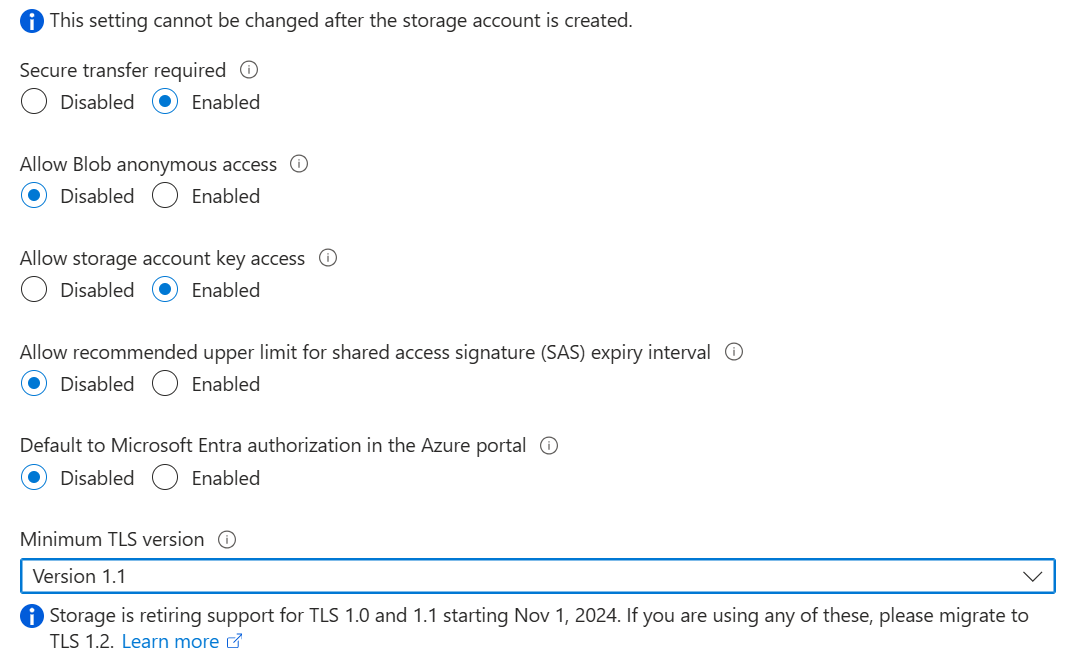 This setting cannot be changed after the storage account is created.
Secure transfer required
Disabled Enabled
Allow Blob anonymous access
Disabled Enabled
Allow storage account key access
Disabled Enabled
Allow recommended upper limit for shared access signature (SAS) expiry interval
Disabled Enabled
Default to Microsoft Entra authorization in the Azure portal
Disabled Enabled
Minimum TLS version
Version 1.1
Storage is retiring support for TLS 1.0 and 1.1 starting Nov 1, 2024. If you are using any of these, please migrate to
TLS 1.2. Learn more